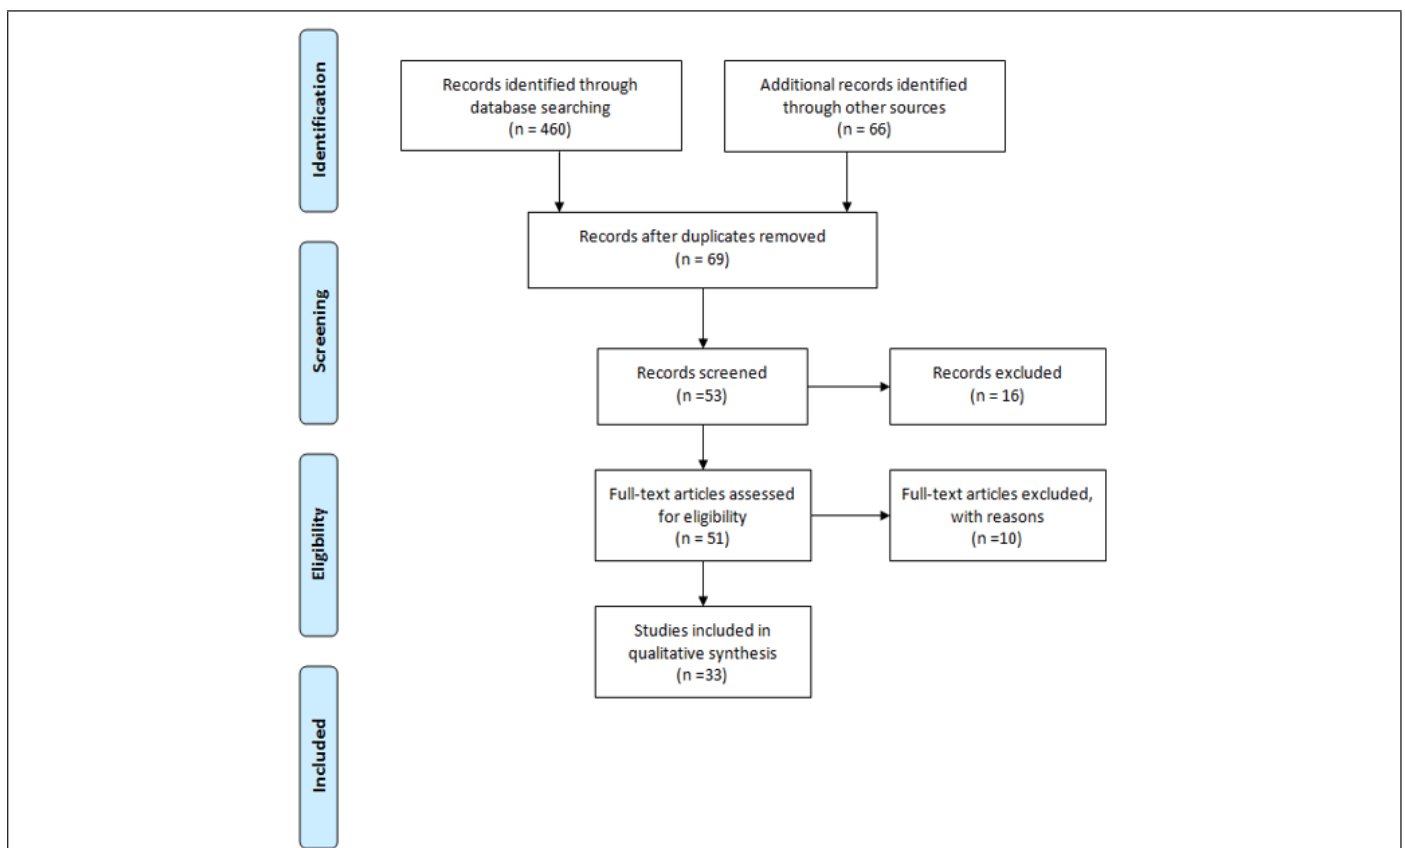 Identification
Records identified through
database searching
(n = 460)
Additional records identified
through other sources
(n = 66)
Records after duplicates removed
(n = 69)
Screening
Records screened
(n =53)
Records excluded
(n = 16)
Eligibility
Full-text articles assessed
for eligibility
(n = 51)
Full-text articles excluded,
with reasons
(n =10)
Studies included in
qualitative synthesis
(n =33)
Included